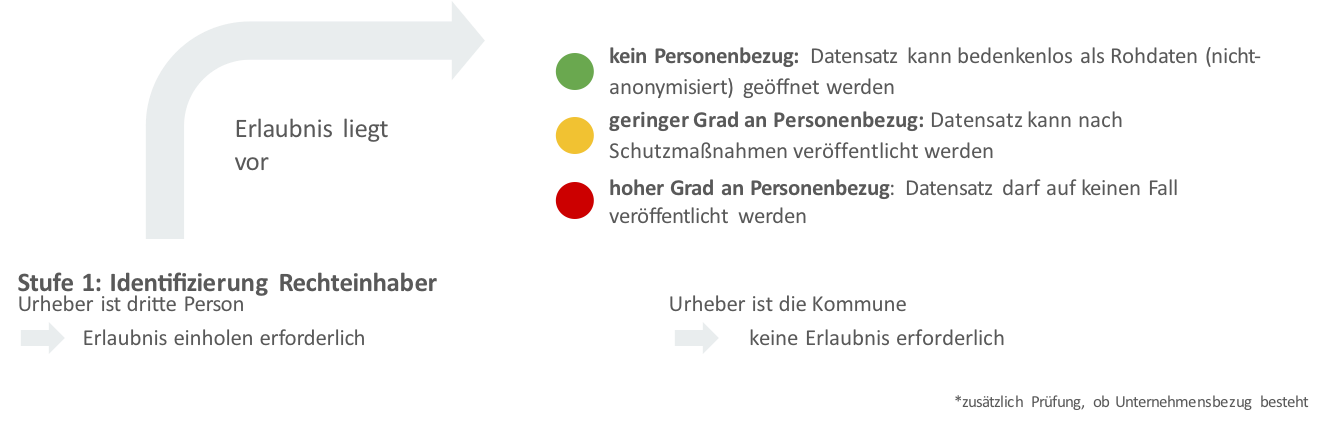 kein Personenbezug: Datensatz kann bedenkenlos als Rohdaten (nicht-
anonymisiert) geöffnet werden
geringer Grad an Personenbezug: Datensatz kann nach
Schutzmaßnahmen veröffentlicht werden
hoher Grad an Personenbezug: Datensatz darf auf keinen Fall
veröffentlicht werden
Erlaubnis liegt
vor
Stufe 1: Identifizierung Rechteinhaber
Urheber ist dritte Person
Erlaubnis einholen erforderlich
Urheber ist die Kommune
keine Erlaubnis erforderlich
*zusätzlich Prüfung, ob Unternehmensbezug besteht